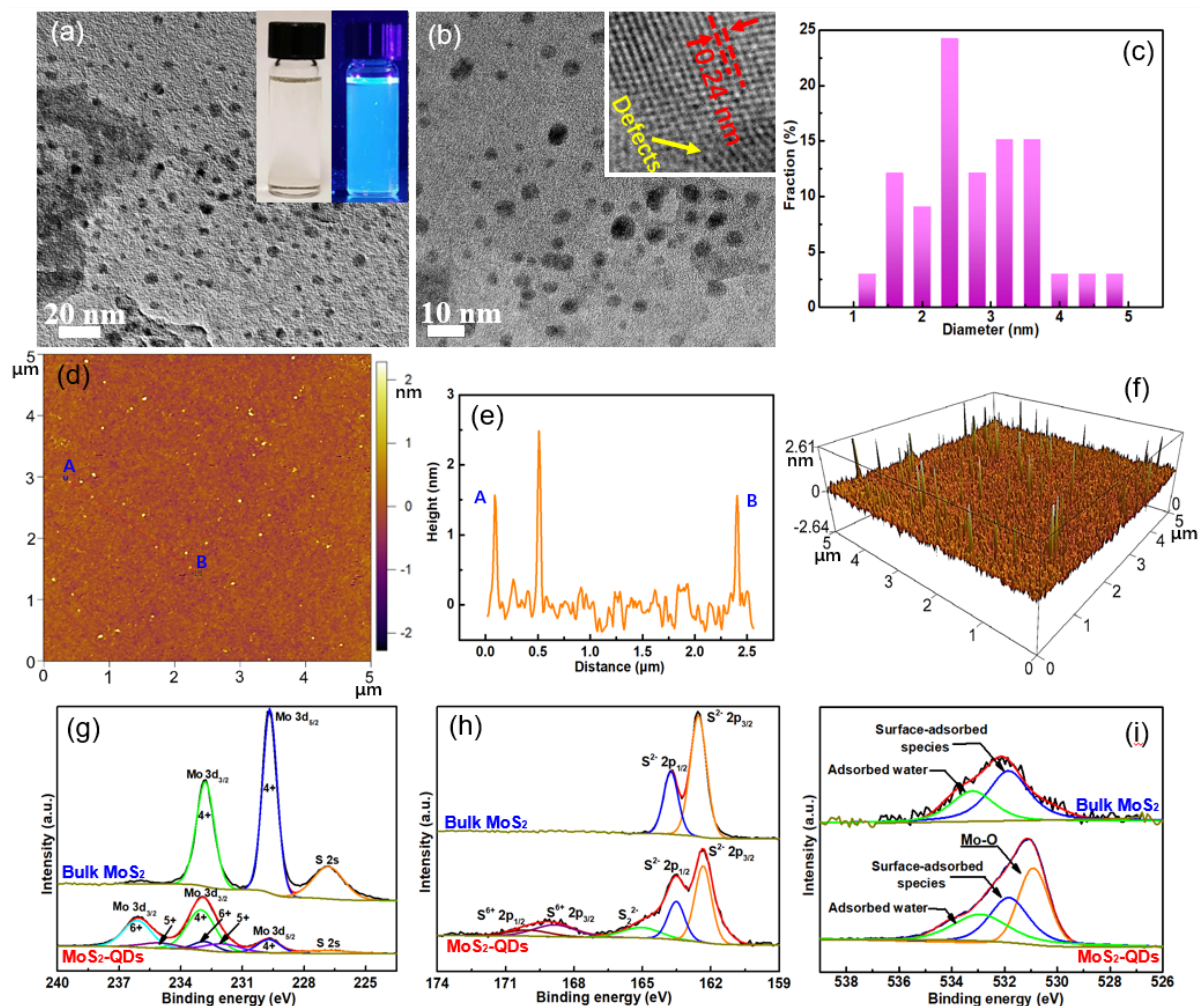 (a)
20 nm
(b)
10 nm
0.24 nm
Defects
(c)
25
20
15
10
5
0
Fraction (%)
1 2 3 4 5
Diameter (nm)
5
μm
4
3
2
1
0
(d)
A
B
0 1 2 3 4 5
μm
2
nm
1
0
-1
-2
(e)
3
2
1
0
Height (nm)
A
B
0.0 0.5 1.0 1.5 2.0 2.5
Distance (μm)
(f)
2.61
nm
0
-2.64
5
μm
4
3
2
1
0
0
1
2
3
4
5
μm
0
(g)
Mo 3d5/2
Mo 3d3/2
4+
4+
S 2s
Bulk MoS2
Mo 3d3/2
Mo 3d3/2
6+
5+
4+
6+
5+
Mo 3d5/2
4+
S 2s
MoS2-QDs
Intensity (a.u.)
240 235 230 225
Binding energy (eV)
(h)
S2- 2p3/2
S2- 2p1/2
Bulk MoS2
S2- 2p3/2
S2- 2p1/2
S6+ 2p1/2
S6+ 2p3/2
S22-
MoS2-QDs
Intensity (a.u.)
174 171 168 165 162 159
Binding energy (eV)
(i)
Surface-adsorbed
species
Adsorbed water
Bulk MoS2
Mo-O
Surface-adsorbed
species
Adsorbed water
MoS2-QDs
Intensity (a.u.)
538 536 534 532 530 528 526
Binding energy (eV)